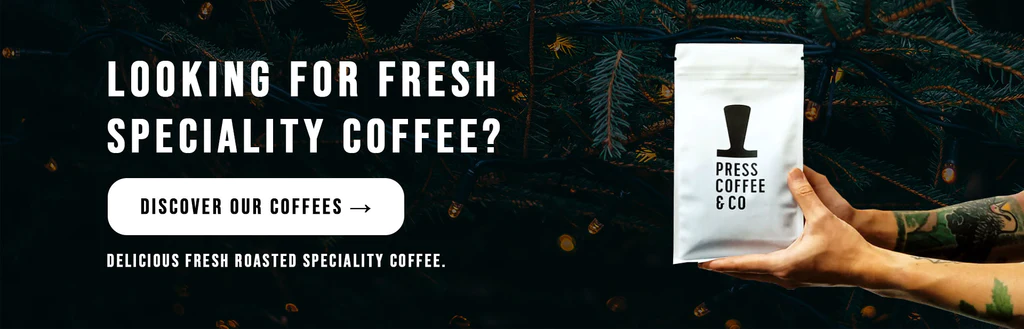 LOOKING FOR FRESH
SPECIALITY COFFEE?
DISCOVER OUR COFFEES →
DELICIOUS FRESH ROASTED SPECIALITY COFFEE.
PRESS
COFFEE
& CO